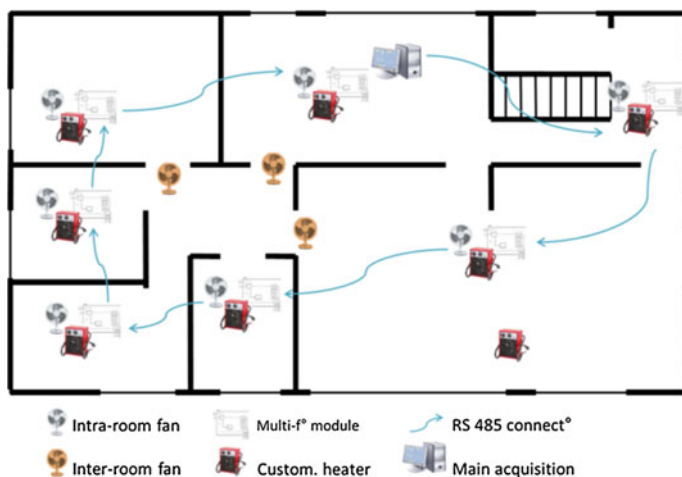 Intra-room fan
Multi-f° module
RS 485 connect°
Inter-room fan
Custom. heater
Main acquisition